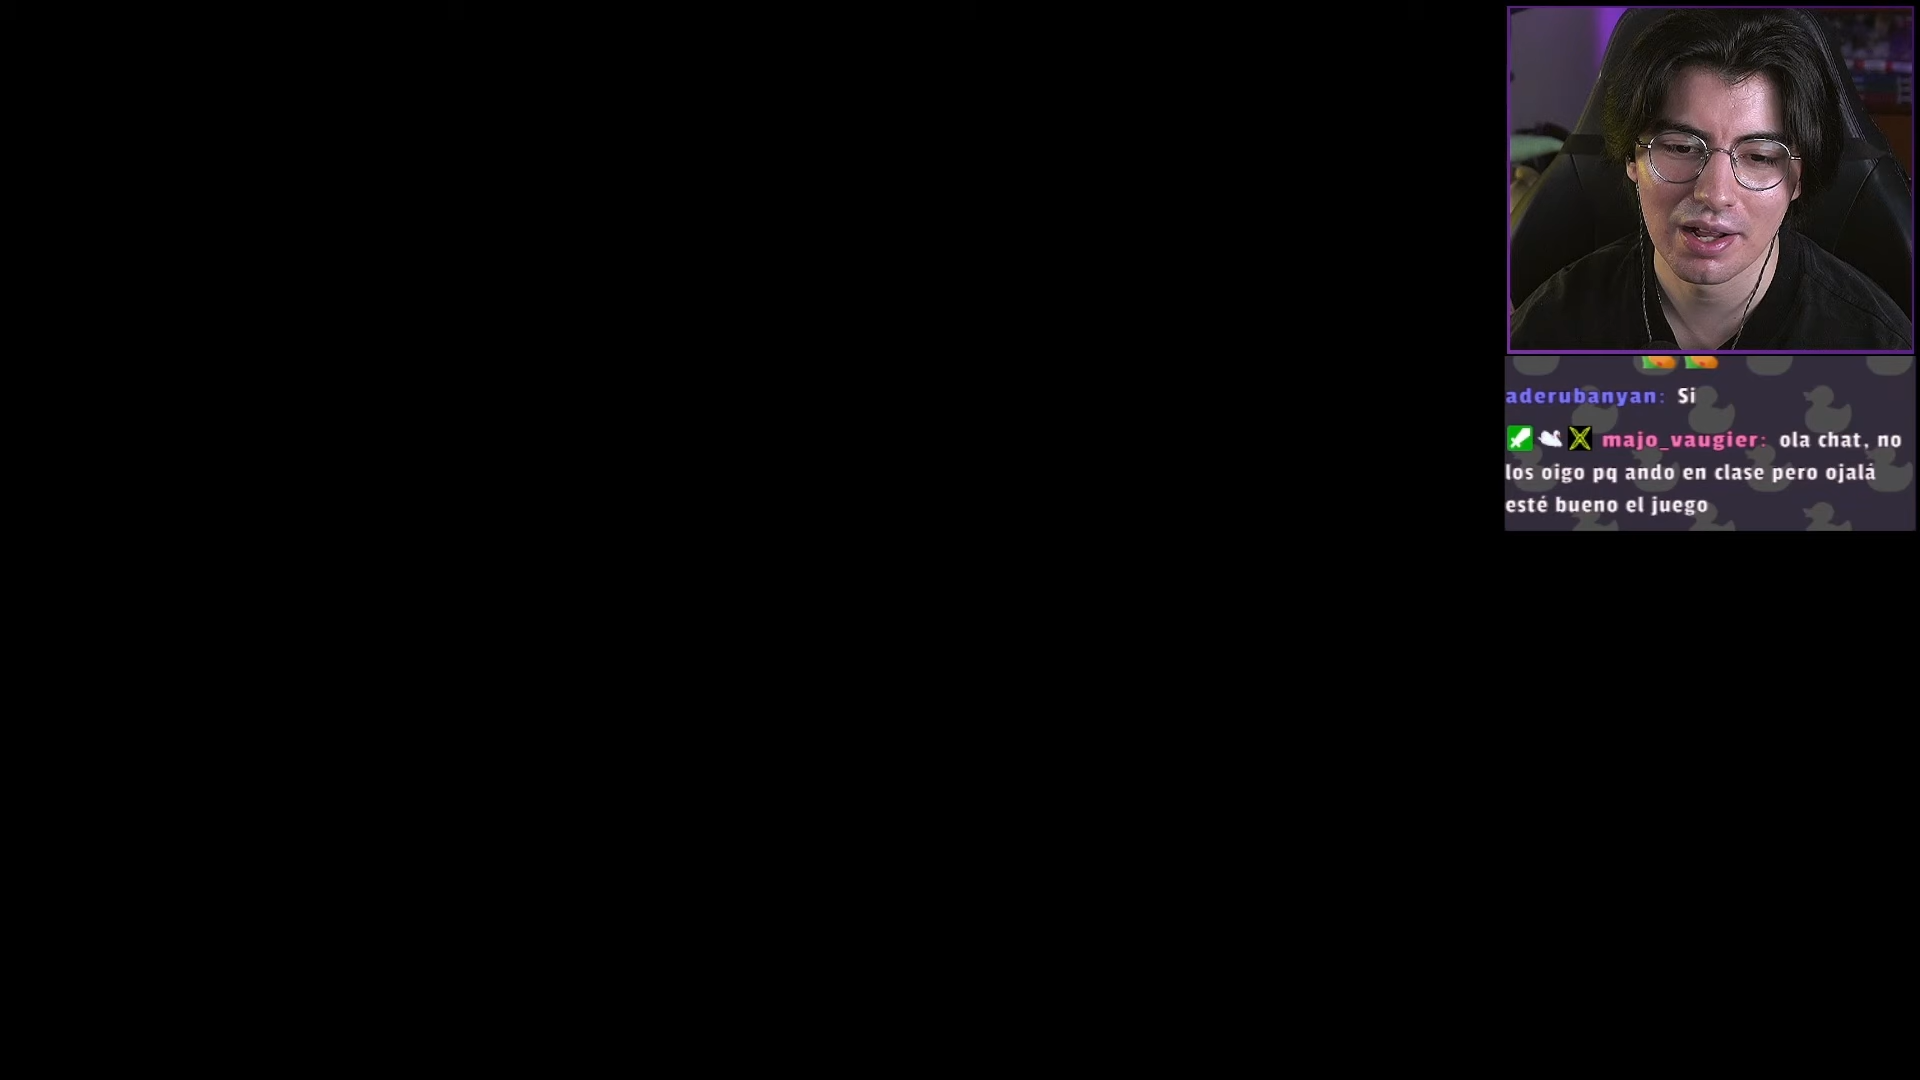 aderubanyan: Si
majo_vaugier: ola chat, no
los oigo pq ando en clase pero ojalá
esté bueno el juego